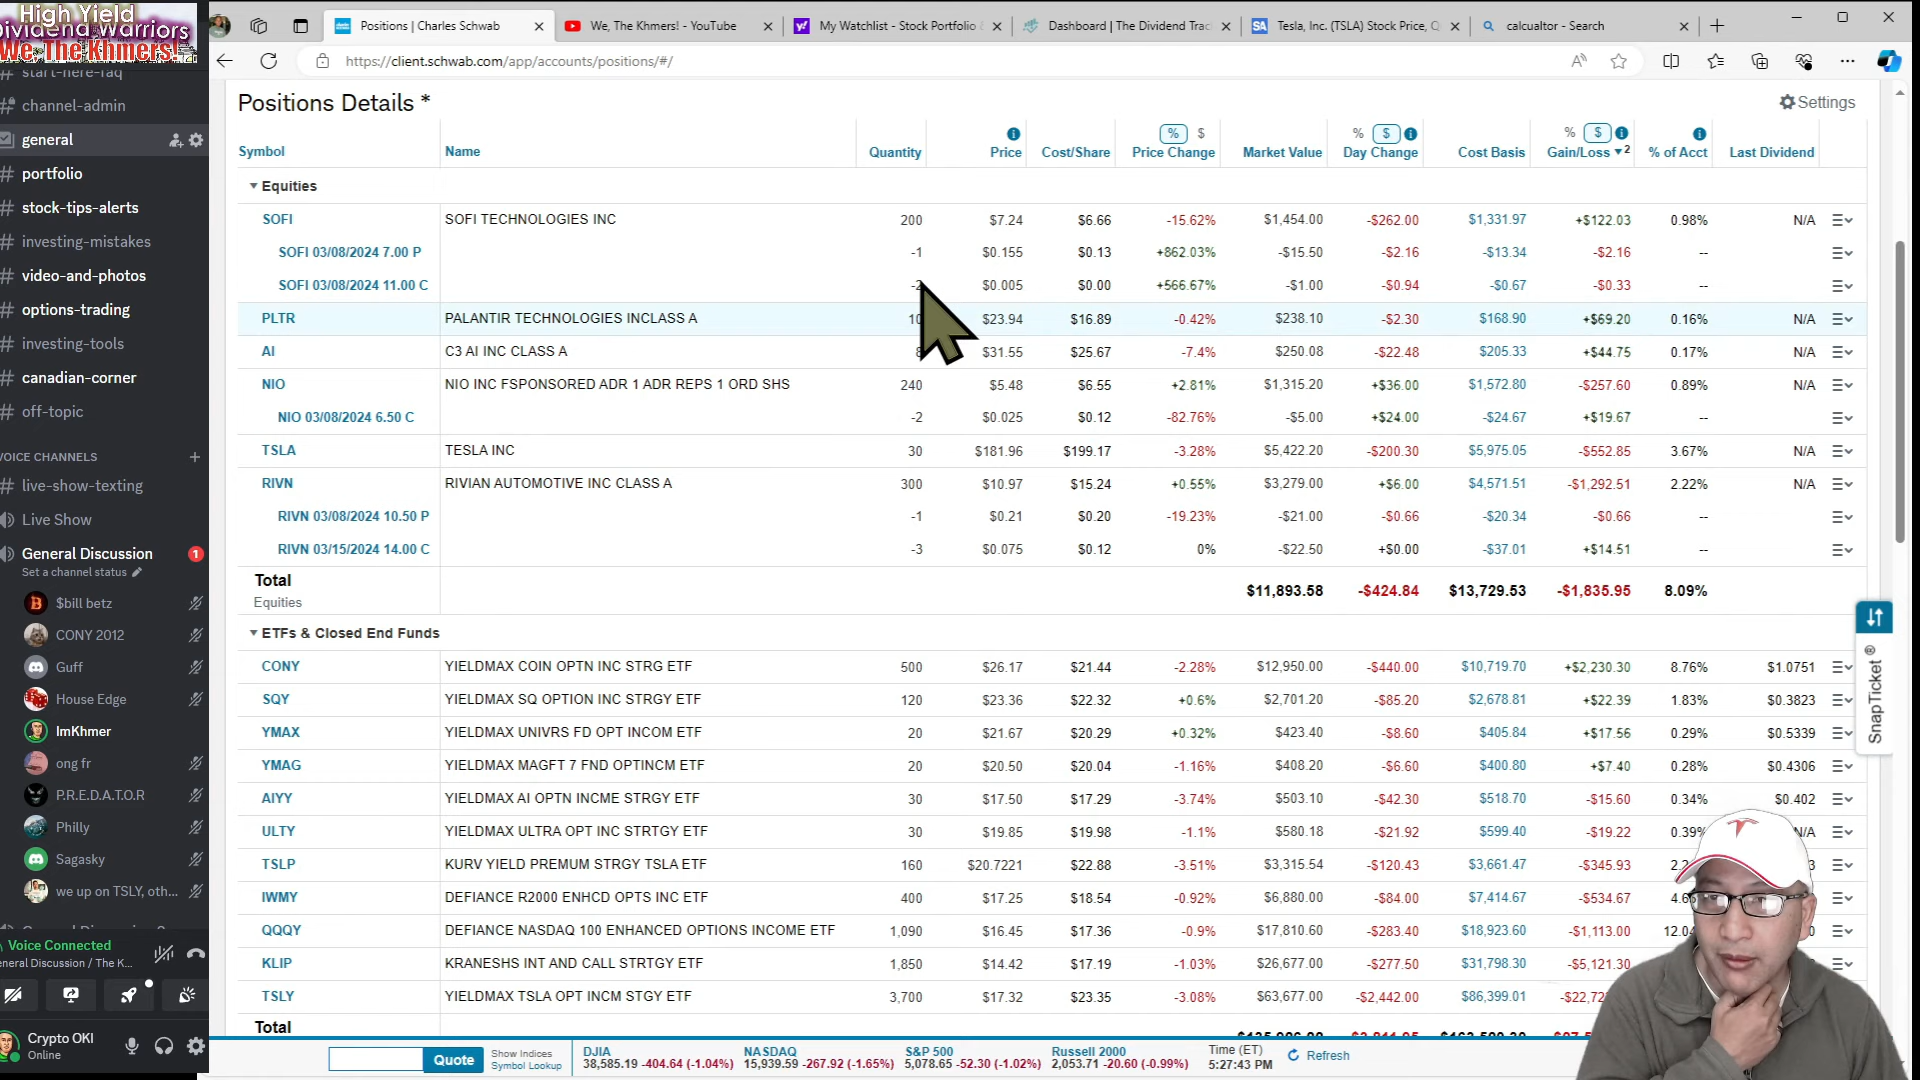 High Yield
Dividend Warriors
We The Khmers!
start-here-faq
channel-admin
general
portfolio
stock-tips-alerts
investing-mistakes
video-and-photos
options-trading
investing-tools
canadian-corner
off-topic
VOICE CHANNELS
live-show-texting
Live Show
General Discussion 1
Set a channel status
$bill betz
CONY 2012
Guff
House Edge
ImKhmer
ong fr
P.R.E.D.A.T.O.R
Philly
Sagasky
we up on TSLY, oth...
Voice Connected
eneral Discussion / The K...
Crypto OKI
Online
Positions | Charles Schwab
We, The Khmers! - YouTube
My Watchlist - Stock Portfolio
Dashboard | The Dividend Trac
Tesla, Inc. (TSLA) Stock Price, Q
calcualtor - Search
https://client.schwab.com/app/accounts/positions/#/
Positions Details *
Settings
% $ % $ % $
Symbol Name Quantity Price Cost/Share Price Change Market Value Day Change Cost Basis Gain/Loss 2 % of Acct Last Dividend
Equities
SOFI SOFI TECHNOLOGIES INC 200 $7.24 $6.66 -15.62% $1,454.00 -$262.00 $1,331.97 +$122.03 0.98% N/A
SOFI 03/08/2024 7.00 P -1 $0.155 $0.13 +862.03% -$15.50 -$2.16 -$13.34 -$2.16 --
SOFI 03/08/2024 11.00 C -2 $0.005 $0.00 +566.67% -$1.00 -$0.94 -$0.67 -$0.33 --
PLTR PALANTIR TECHNOLOGIES INCLASS A 10 $23.94 $16.89 -0.42% $238.10 -$2.30 $168.90 +$69.20 0.16% N/A
AI C3 AI INC CLASS A 8 $31.55 $25.67 -7.4% $250.08 -$22.48 $205.33 +$44.75 0.17% N/A
NIO NIO INC FSPONSORED ADR 1 ADR REPS 1 ORD SHS 240 $5.48 $6.55 +2.81% $1,315.20 +$36.00 $1,572.80 -$257.60 0.89% N/A
NIO 03/08/2024 6.50 C -2 $0.025 $0.12 -82.76% -$5.00 +$24.00 -$24.67 +$19.67 --
TSLA TESLA INC 30 $181.96 $199.17 -3.28% $5,422.20 -$200.30 $5,975.05 -$552.85 3.67% N/A
RIVN RIVIAN AUTOMOTIVE INC CLASS A 300 $10.97 $15.24 +0.55% $3,279.00 +$6.00 $4,571.51 -$1,292.51 2.22% N/A
RIVN 03/08/2024 10.50 P -1 $0.21 $0.20 -19.23% -$21.00 -$0.66 -$20.34 -$0.66 --
RIVN 03/15/2024 14.00 C -3 $0.075 $0.12 0% -$22.50 +$0.00 -$37.01 +$14.51 --
Total $11,893.58 -$424.84 $13,729.53 -$1,835.95 8.09%
Equities
ETFs & Closed End Funds
CONY YIELDMAX COIN OPTN INC STRG ETF 500 $26.17 $21.44 -2.28% $12,950.00 -$440.00 $10,719.70 +$2,230.30 8.76% $1.0751
SQY YIELDMAX SQ OPTION INC STRGY ETF 120 $23.36 $22.32 +0.6% $2,701.20 -$85.20 $2,678.81 +$22.39 1.83% $0.3823
YMAX YIELDMAX UNIVRS FD OPT INCOM ETF 20 $21.67 $20.29 +0.32% $423.40 -$8.60 $405.84 +$17.56 0.29% $0.5339
YMAG YIELDMAX MAGFT 7 FND OPTINCM ETF 20 $20.50 $20.04 -1.16% $408.20 -$6.60 $400.80 +$7.40 0.28% $0.4306
AIYY YIELDMAX AI OPTN INCME STRGY ETF 30 $17.50 $17.29 -3.74% $503.10 -$42.30 $518.70 -$15.60 0.34% $0.402
ULTY YIELDMAX ULTRA OPT INC STRTGY ETF 30 $19.85 $19.98 -1.1% $580.18 -$21.92 $599.40 -$19.22 0.39% N/A
TSLP KURV YIELD PREMUM STRGY TSLA ETF 160 $20.7221 $22.88 -3.51% $3,315.54 -$120.43 $3,661.47 -$345.93
IWMY DEFIANCE R2000 ENHCD OPTS INC ETF 400 $17.25 $18.54 -0.92% $6,880.00 -$84.00 $7,414.67 -$534.67
QQQY DEFIANCE NASDAQ 100 ENHANCED OPTIONS INCOME ETF 1,090 $16.45 $17.36 -0.9% $17,810.60 -$283.40 $18,923.60 -$1,113.00
KLIP KRANESHS INT AND CALL STRTGY ETF 1,850 $14.42 $17.19 -1.03% $26,677.00 -$277.50 $31,798.30 -$5,121.30
TSLY YIELDMAX TSLA OPT INCM STGY ETF 3,700 $17.32 $23.35 -3.08% $63,677.00 -$2,442.00 $86,399.01
Total
SnapTicket®
Quote
Show Indices
Symbol Lookup
DJIA
38,585.19 -404.64 (-1.04%)
NASDAQ
15,939.59 -267.92 (-1.65%)
S&P 500
5,078.65 -52.30 (-1.02%)
Russell 2000
2,053.71 -20.60 (-0.99%)
Time (ET)
5:27:43 PM
Refresh